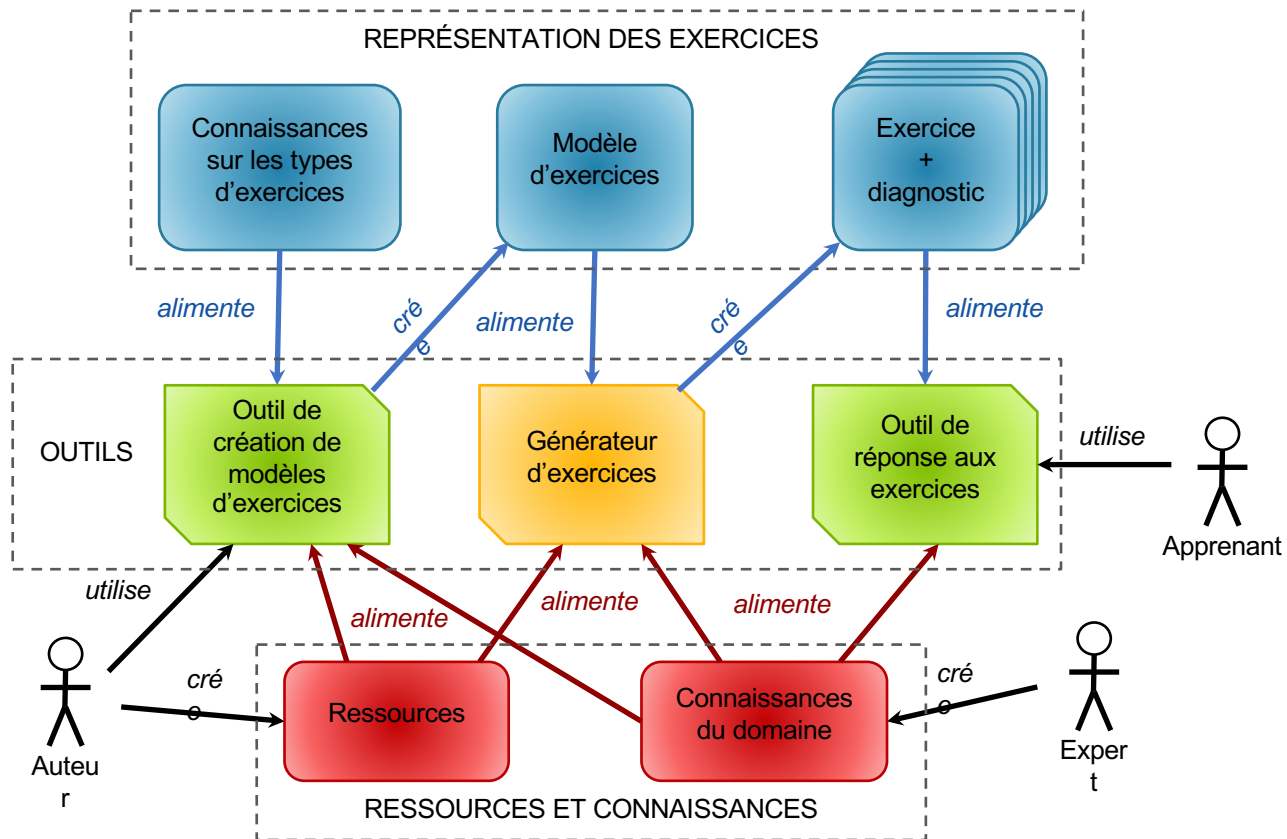 REPRÉSENTATION DES EXERCICES
Connaissances
sur les types
d’exercices
Modèle
d’exercices
Exercice
+
diagnostic
alimente
cré
e
alimente
cré
e
alimente
OUTILS
Outil de
création de
modèles
d’exercices
Générateur
d’exercices
Outil de
réponse aux
exercices
utilise
Apprenant
utilise
alimente
alimente
alimente
Auteu
r
cré
e
Ressources
Connaissances
du domaine
cré
e
Exper
t
RESSOURCES ET CONNAISSANCES